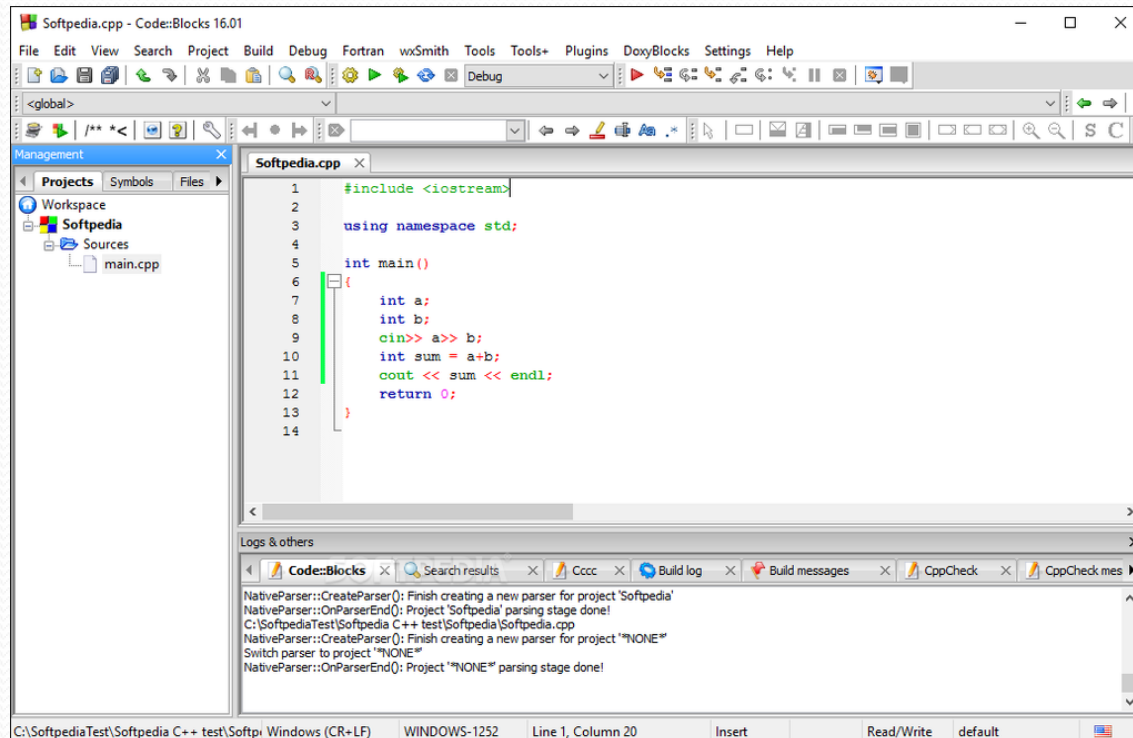 Softpedia.cpp - Code::Blocks 16.01
File Edit View Search Project Build Debug Fortran wxSmith Tools Tools+ Plugins DoxyBlocks Settings Help
Debug
<global>
/** *<
.*
S C
Management
Projects Symbols Files
Workspace
Softpedia
Sources
main.cpp
Softpedia.cpp
1 #include <iostream>
2
3 using namespace std;
4
5 int main()
6 {
7 int a;
8 int b;
9 cin>> a>> b;
10 int sum = a+b;
11 cout << sum << endl;
12 return 0;
13 }
14
Logs & others
SOFTPEDIA
Code::Blocks Search results Cccc Build log Build messages CppCheck CppCheck mes
NativeParser::CreateParser(): Finish creating a new parser for project 'Softpedia'
NativeParser::OnParserEnd(): Project 'Softpedia' parsing stage done!
C:\SoftpediaTest\Softpedia C++ test\Softpedia\Softpedia.cpp
NativeParser::CreateParser(): Finish creating a new parser for project '*NONE*'
Switch parser to project '*NONE*'
NativeParser::OnParserEnd(): Project '*NONE*' parsing stage done!
C:\SoftpediaTest\Softpedia C++ test\Softp Windows (CR+LF) WINDOWS-1252 Line 1, Column 20 Insert Read/Write default